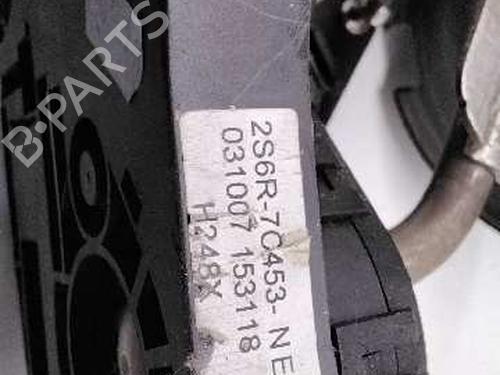 B-PARTS
2S6R-7C453-NE
031007 153118
H248X